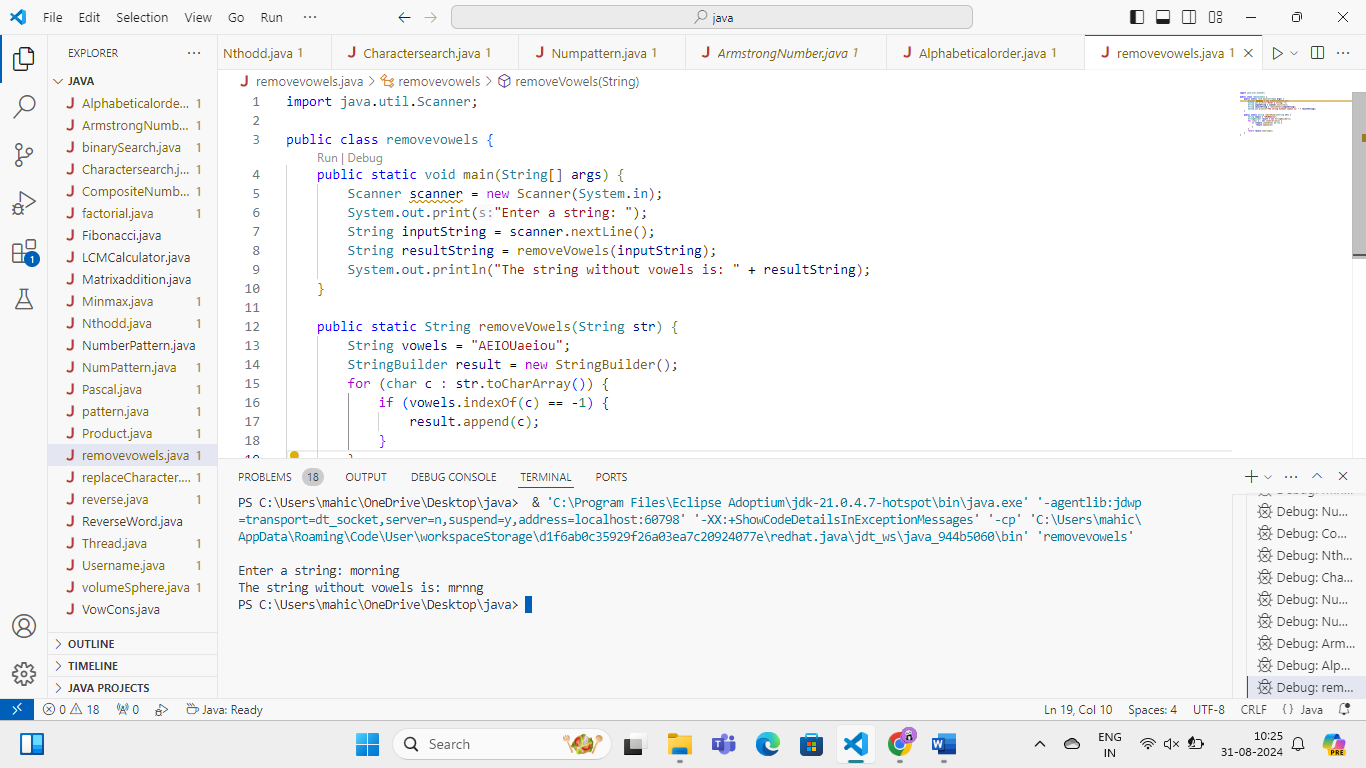 File Edit Selection View Go Run ··· java
EXPLORER ···
JAVA
Alphabeticalorde... 1
ArmstrongNumb... 1
binarySearch.java 1
Charactersearch.j... 1
CompositeNumb... 1
factorial.java 1
Fibonacci.java
LCMCalculator.java
Matrixaddition.java
Minmax.java 1
Nthodd.java 1
NumberPattern.java
NumPattern.java 1
Pascal.java 1
pattern.java 1
Product.java 1
removevowels.java 1
replaceCharacter.... 1
reverse.java 1
ReverseWord.java
Thread.java 1
Username.java 1
volumeSphere.java 1
VowCons.java
OUTLINE
TIMELINE
JAVA PROJECTS
1
Nthodd.java 1 Charactersearch.java 1 Numpattern.java 1 ArmstrongNumber.java 1 Alphabeticalorder.java 1 removevowels.java 1
removevowels.java > removevowels > removeVowels(String)
1 import java.util.Scanner;
2
3 public class removevowels {
Run | Debug
4 public static void main(String[] args) {
5 Scanner scanner = new Scanner(System.in);
6 System.out.print(s:"Enter a string: ");
7 String inputString = scanner.nextLine();
8 String resultString = removeVowels(inputString);
9 System.out.println("The string without vowels is: " + resultString);
10 }
11
12 public static String removeVowels(String str) {
13 String vowels = "AEIOUaeiou";
14 StringBuilder result = new StringBuilder();
15 for (char c : str.toCharArray()) {
16 if (vowels.indexOf(c) == -1) {
17 result.append(c);
18 }
PROBLEMS 18 OUTPUT DEBUG CONSOLE TERMINAL PORTS
PS C:\Users\mahic\OneDrive\Desktop\java> & 'C:\Program Files\Eclipse Adoptium\jdk-21.0.4.7-hotspot\bin\java.exe' '-agentlib:jdwp
=transport=dt_socket,server=n,suspend=y,address=localhost:60798' '-XX:+ShowCodeDetailsInExceptionMessages' '-cp' 'C:\Users\mahic\
AppData\Roaming\Code\User\workspaceStorage\d1f6ab0c35929f26a03ea7c20924077e\redhat.java\jdt_ws\java_944b5060\bin' 'removevowels'
Enter a string: morning
The string without vowels is: mrnng
PS C:\Users\mahic\OneDrive\Desktop\java>
Debug: Nu...
Debug: Co...
Debug: Nth...
Debug: Cha...
Debug: Nu...
Debug: Nu...
Debug: Arm...
Debug: Alp...
Debug: rem...
0 18 0 Java: Ready Ln 19, Col 10 Spaces: 4 UTF-8 CRLF {} Java
Search ENG
IN
10:25
31-08-2024
PRE